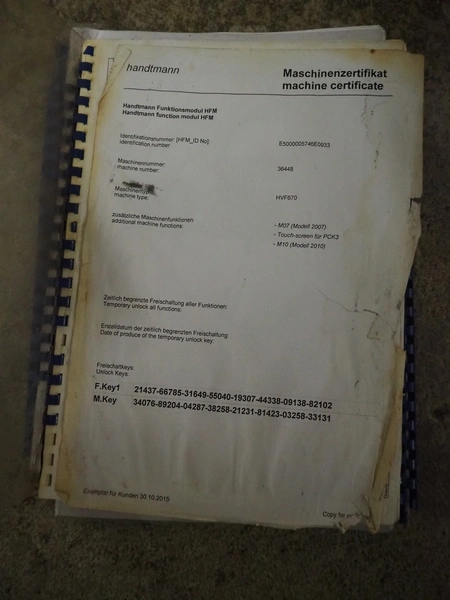 handtmann
Maschinenzertifikat
machine certificate
Handtmann Funktionsmodul HFM
Handtmann function modul HFM
Identifikationsnummer [HFM_ID No]
identification number
E5000005746E0933
Maschinennummer:
machine number:
36448
Maschinentyp:
machine type:
HVF670
zusätzliche Maschinenfunktionen:
additional machine functions:
- M07 (Modell 2007)
- Touch-screen für PCK3
- M10 (Modell 2010)
Zeitlich begrenzte Freischaltung aller Funktionen:
Temporary unlock all functions:
Erstelldatum der zeitlich begrenzten Freischaltung:
Date of produce of the temporary unlock key:
Freischaltkeys:
Unlock Keys:
F.Key1 21437-66785-31649-55040-19307-44338-09138-82102
M.Key 34076-89204-04287-38258-21231-81423-03258-33131
Exemplar für Kunden 30.10.2015
Copy for